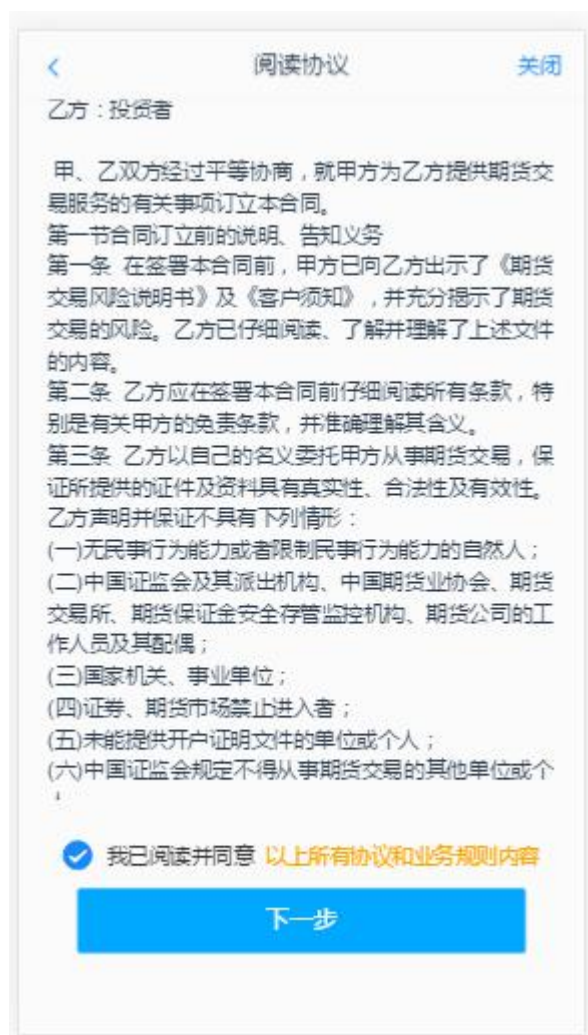 阅读协议 关闭
乙方：投资者
甲、乙双方经过平等协商，就甲方为乙方提供期货交
易服务的有关事项订立本合同。
第一节合同订立前的说明、告知义务
第一条 在签署本合同前，甲方已向乙方出示了《期货
交易风险说明书》及《客户须知》，并充分揭示了期货
交易的风险。乙方已仔细阅读、了解并理解了上述文件
的内容。
第二条 乙方应在签署本合同前仔细阅读所有条款，特
别是有关甲方的免责条款，并准确理解其含义。
第三条 乙方以自己的名义委托甲方从事期货交易，保
证所提供的证件及资料具有真实性、合法性及有效性。
乙方声明并保证不具有下列情形：
(一)无民事行为能力或者限制民事行为能力的自然人；
(二)中国证监会及其派出机构、中国期货业协会、期货
交易所、期货保证金安全存管监控机构、期货公司的工
作人员及其配偶；
(三)国家机关、事业单位；
(四)证券、期货市场禁止进入者；
(五)未能提供开户证明文件的单位或个人；
(六)中国证监会规定不得从事期货交易的其他单位或个
我已阅读并同意 以上所有协议和业务规则内容
下一步